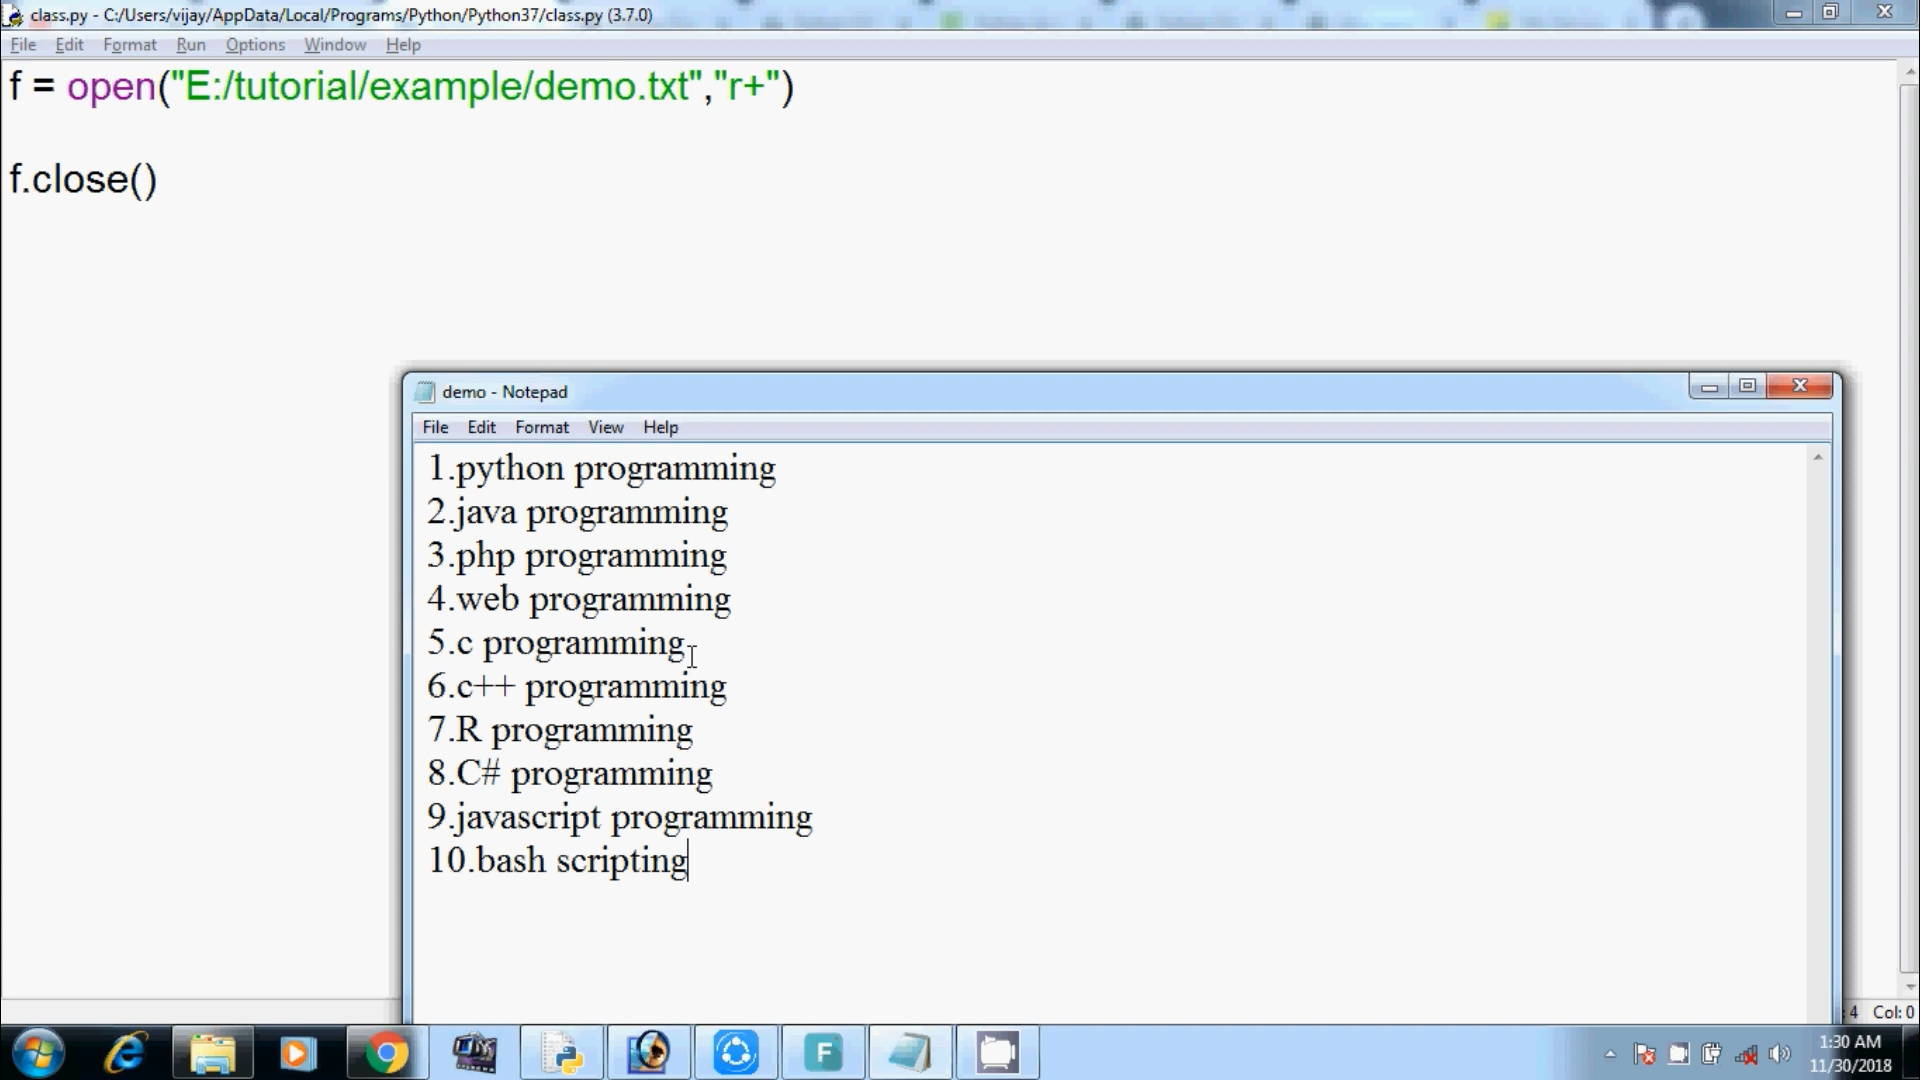 class.py - C:/Users/vijay/AppData/Local/Programs/Python/Python37/class.py (3.7.0)
File Edit Format Run Options Window Help
f = open("E:/tutorial/example/demo.txt","r+")
f.close()
demo - Notepad
File Edit Format View Help
1.python programming
2.java programming
3.php programming
4.web programming
5.c programming
6.c++ programming
7.R programming
8.C# programming
9.javascript programming
10.bash scripting
4 Col: 0
F
1:30 AM
11/30/2018